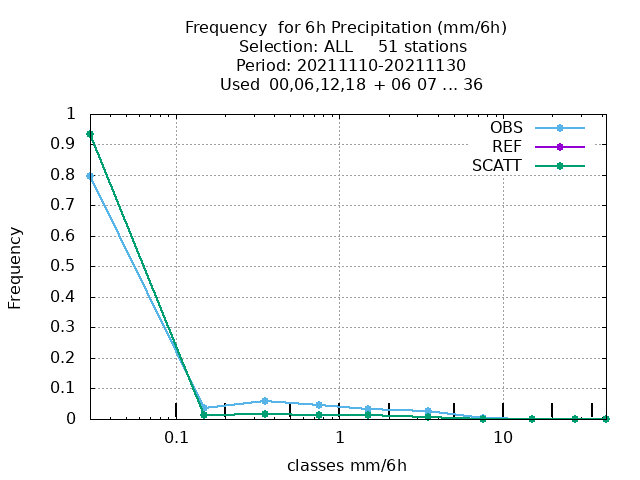 Frequency  for 6h Precipitation (mm/6h)
Selection: ALL     51 stations
Period: 20211110-20211130
Used  00,06,12,18  + 06 07 ... 36
OBS
REF
SCATT
1
0.9
0.8
0.7
0.6
0.5
0.4
0.3
0.2
0.1
0
Frequency
0.1
1
10
classes mm/6h